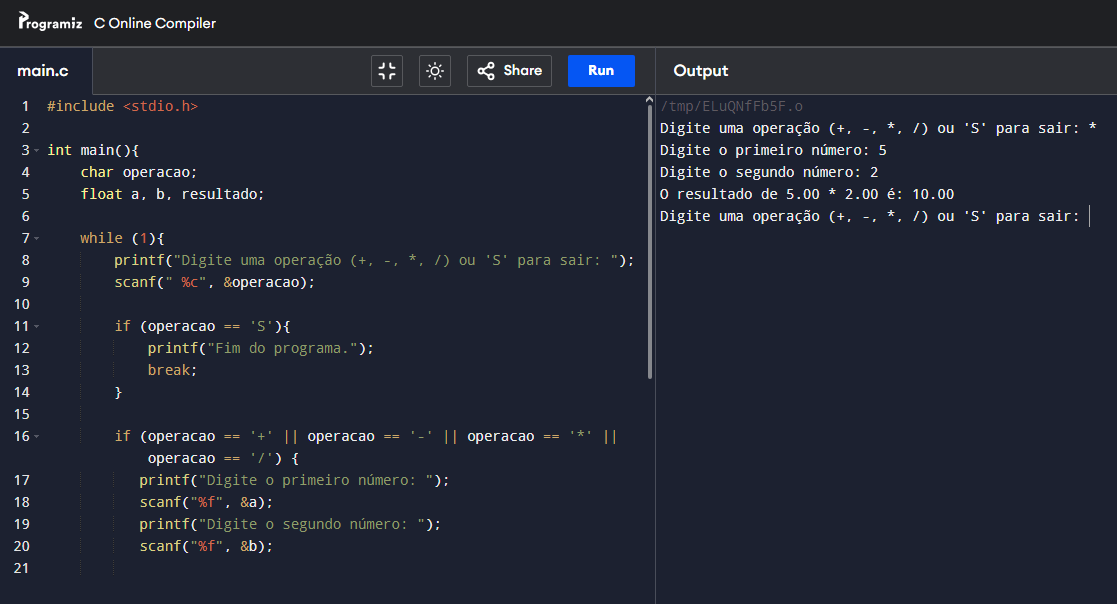 Programiz C Online Compiler
main.c
Share
Run
Output
1 #include <stdio.h>
2
3 int main(){
4     char operacao;
5     float a, b, resultado;
6
7     while (1){
8         printf("Digite uma operação (+, -, *, /) ou 'S' para sair: ");
9         scanf(" %c", &operacao);
10
11         if (operacao == 'S'){
12             printf("Fim do programa.");
13             break;
14         }
15
16         if (operacao == '+' || operacao == '-' || operacao == '*' ||
            operacao == '/') {
17            printf("Digite o primeiro número: ");
18            scanf("%f", &a);
19            printf("Digite o segundo número: ");
20            scanf("%f", &b);
21
/tmp/ELuQNfFb5F.o
Digite uma operação (+, -, *, /) ou 'S' para sair: *
Digite o primeiro número: 5
Digite o segundo número: 2
O resultado de 5.00 * 2.00 é: 10.00
Digite uma operação (+, -, *, /) ou 'S' para sair: